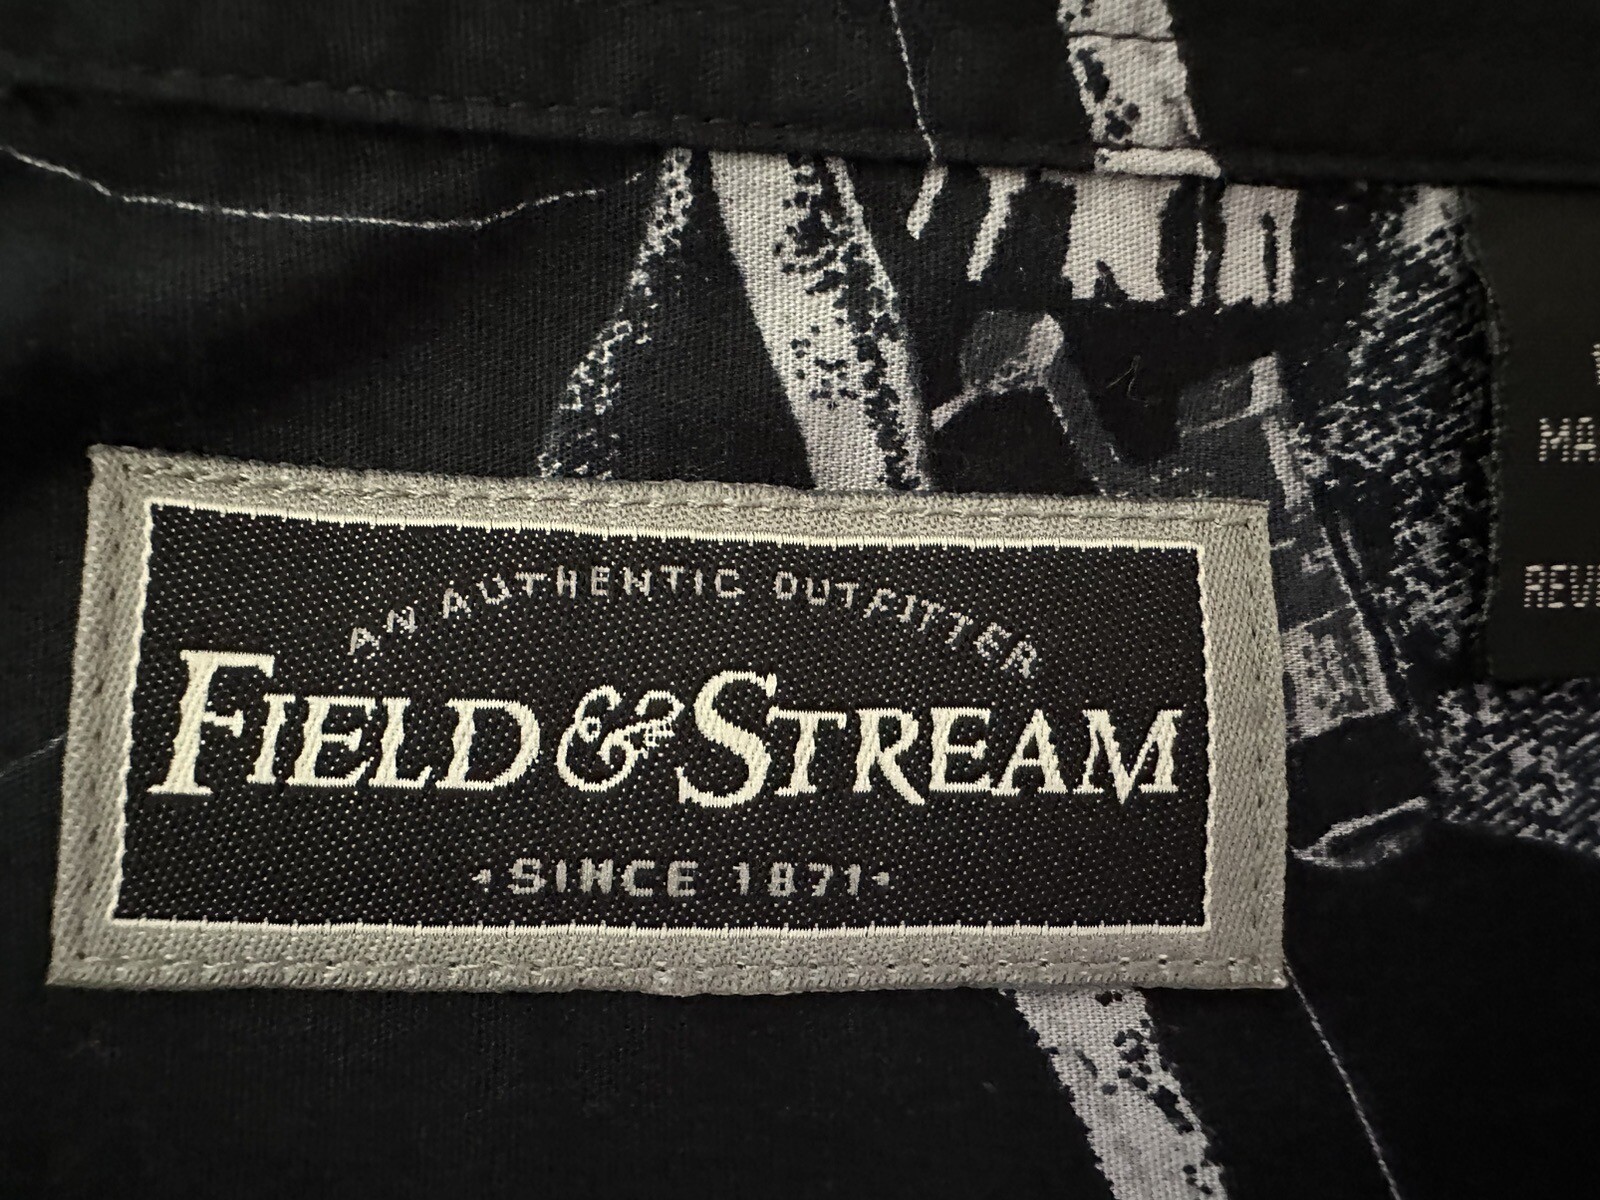 AN AUTHENTIC OUTFITTER
FIELD & STREAM
· SINCE 1871 ·